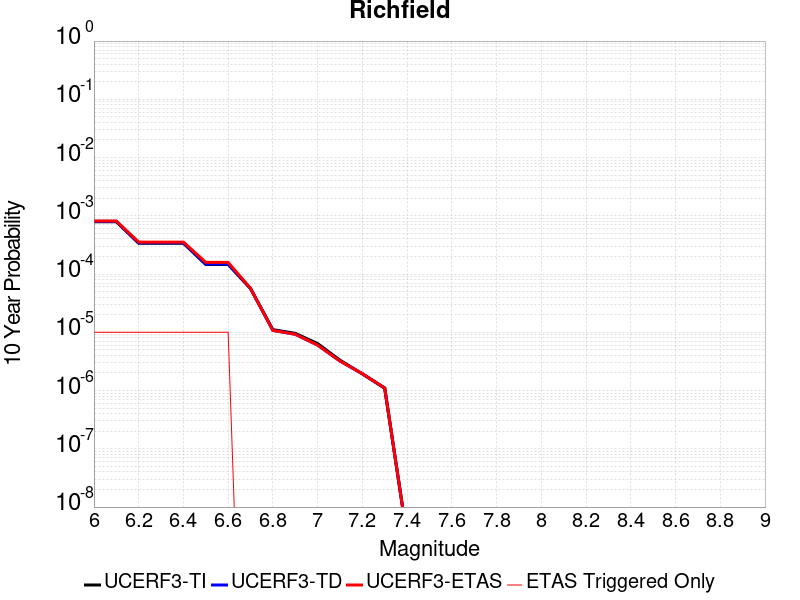 Richfield
10 0
10 -1
10 -2
10 -3
10 -4
10 -5
10 -6
10 -7
10 -8
10 Year Probability
6 6.2 6.4 6.6 6.8 7 7.2 7.4 7.6 7.8 8 8.2 8.4 8.6 8.8 9
Magnitude
UCERF3-TI UCERF3-TD UCERF3-ETAS ETAS Triggered Only